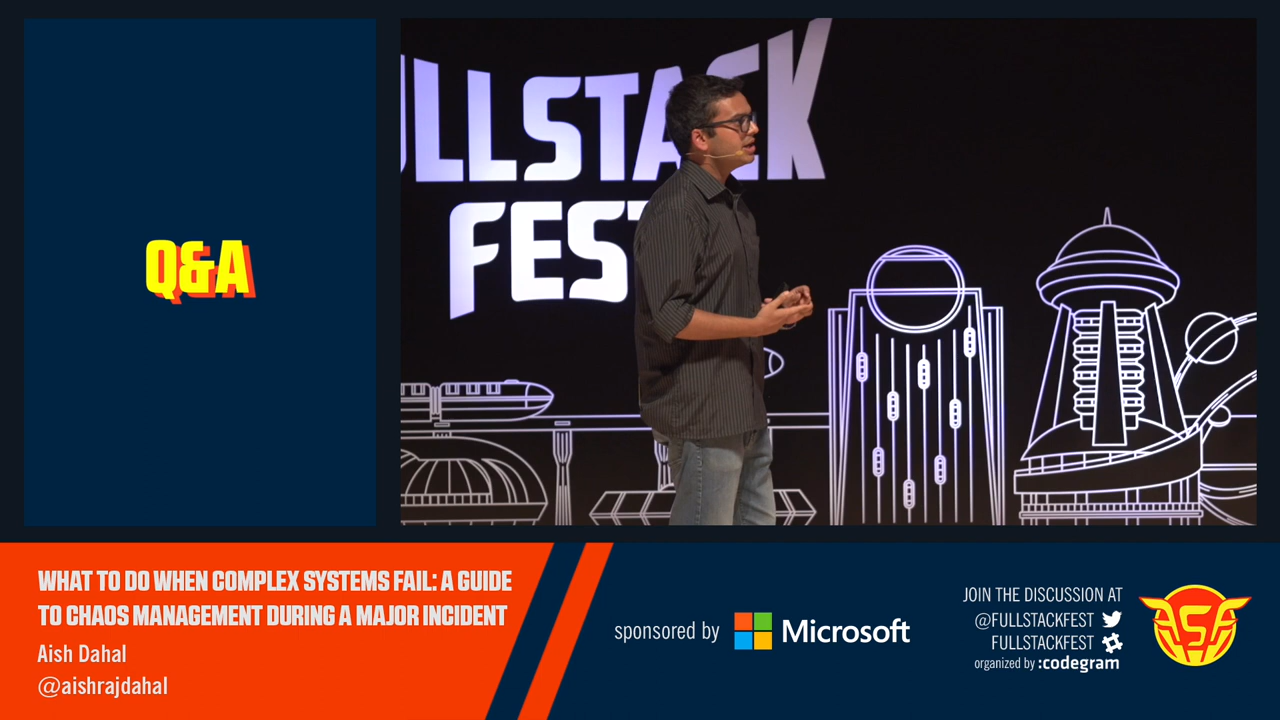 Q&A
ULLSTACK
FEST
WHAT TO DO WHEN COMPLEX SYSTEMS FAIL: A GUIDE
TO CHAOS MANAGEMENT DURING A MAJOR INCIDENT
Aish Dahal
@aishrajdahal
sponsored by Microsoft
JOIN THE DISCUSSION AT
@FULLSTACKFEST
FULLSTACKFEST
organized by :codegram
FSF